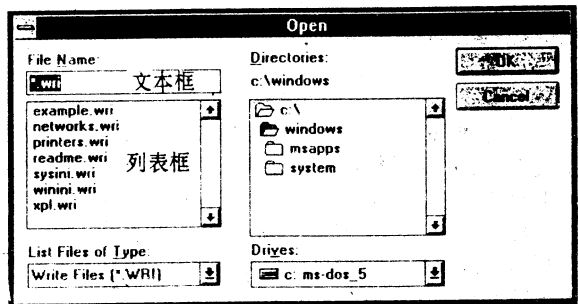 Open
File Name:
*.wri
文本框
example.wri
networks.wri
printers.wri
readme.wri
sysini.wri
winini.wri
xpl.wri
列表框
List Files of Type:
Write Files (*.WRI)
Directories:
c:\windows
c:\
windows
msapps
system
Drives:
c: ms-dos_5
OK
Cancel